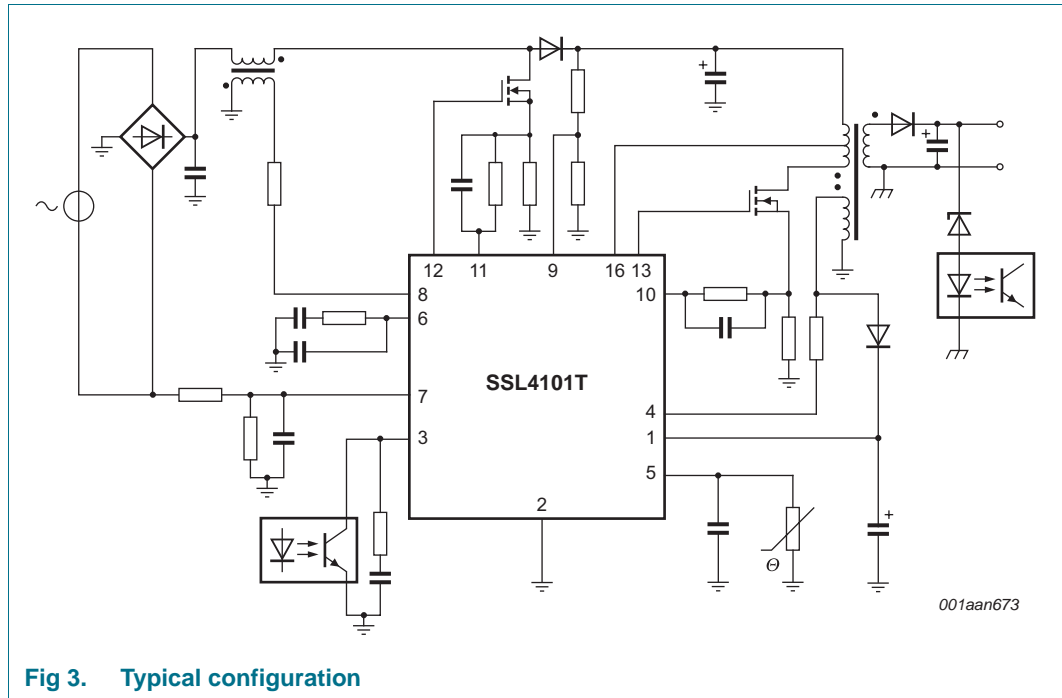 12 11 9 16 13
8 10
6
SSL4101T
7
4
3 1
5
2
Θ
+
+
+
∼
001aan673
Fig 3. Typical configuration